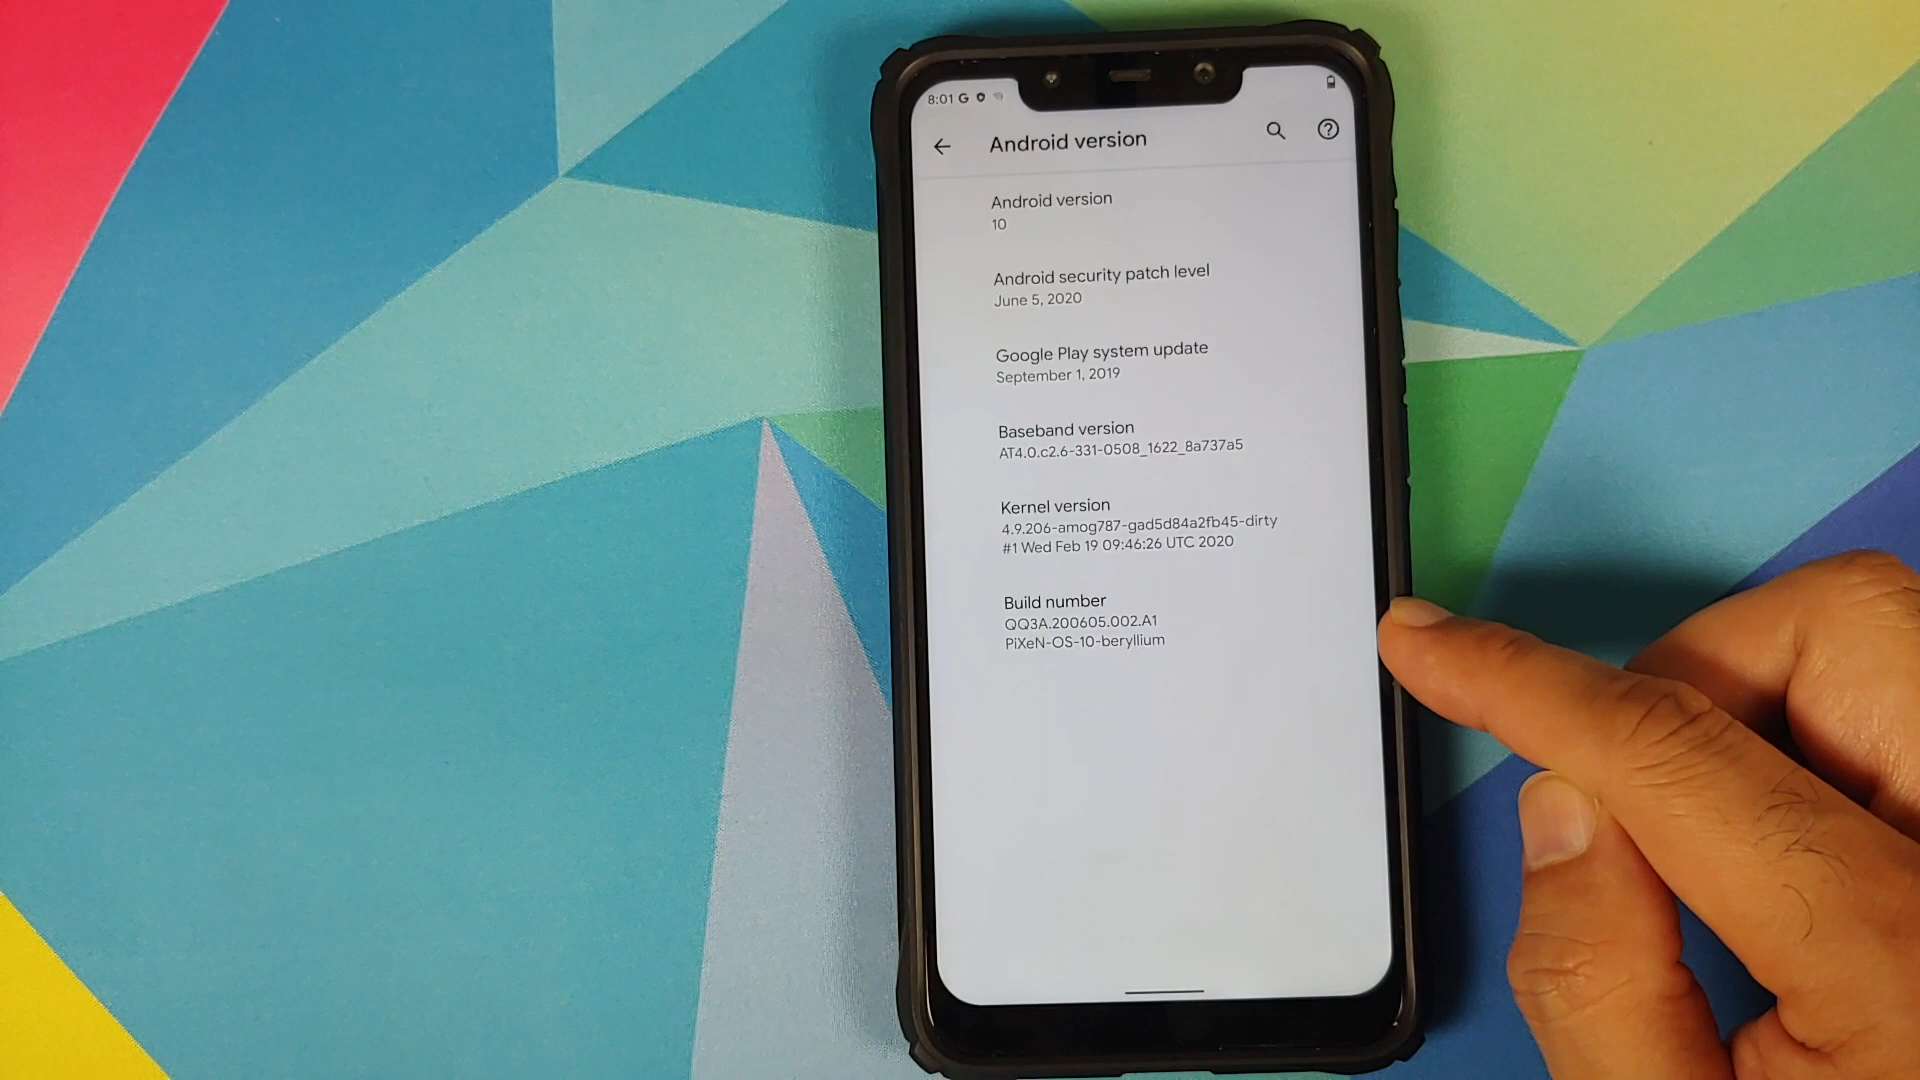 8:01 G
Android version
Android version
10
Android security patch level
June 5, 2020
Google Play system update
September 1, 2019
Baseband version
AT4.0.c2.6-331-0508_1622_8a737a5
Kernel version
4.9.206-amog787-gad5d84a2fb45-dirty
#1 Wed Feb 19 09:46:26 UTC 2020
Build number
QQ3A.200605.002.A1
PiXeN-OS-10-beryllium